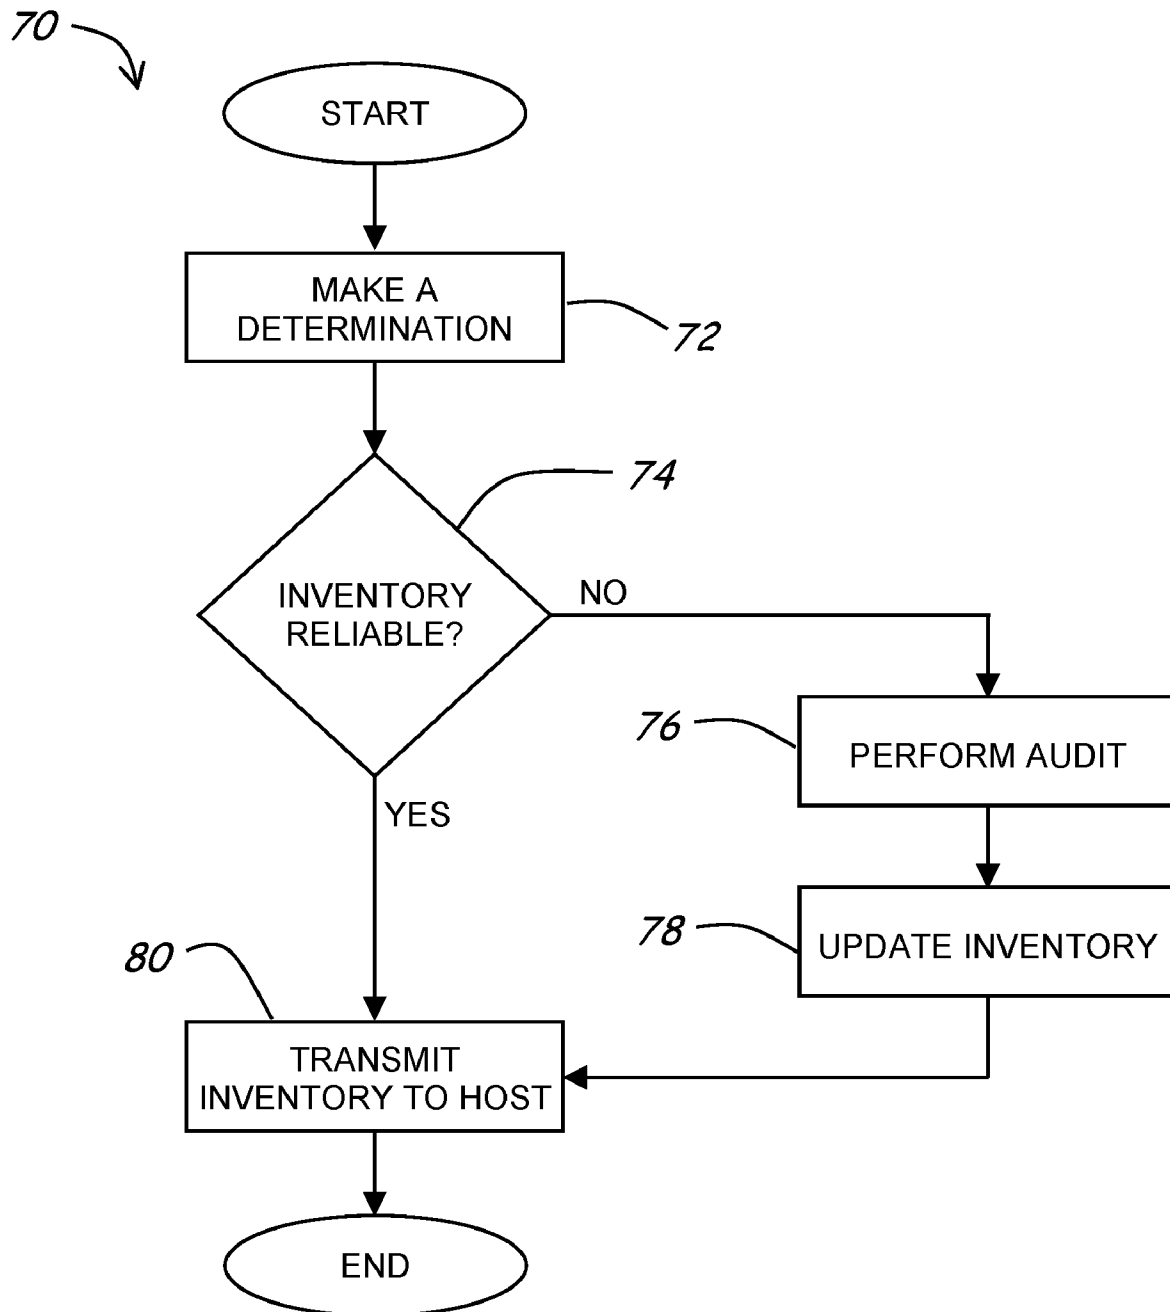 70
START
MAKE A
DETERMINATION
72
74
INVENTORY
RELIABLE?
NO
YES
76
PERFORM AUDIT
78
UPDATE INVENTORY
80
TRANSMIT
INVENTORY TO HOST
END